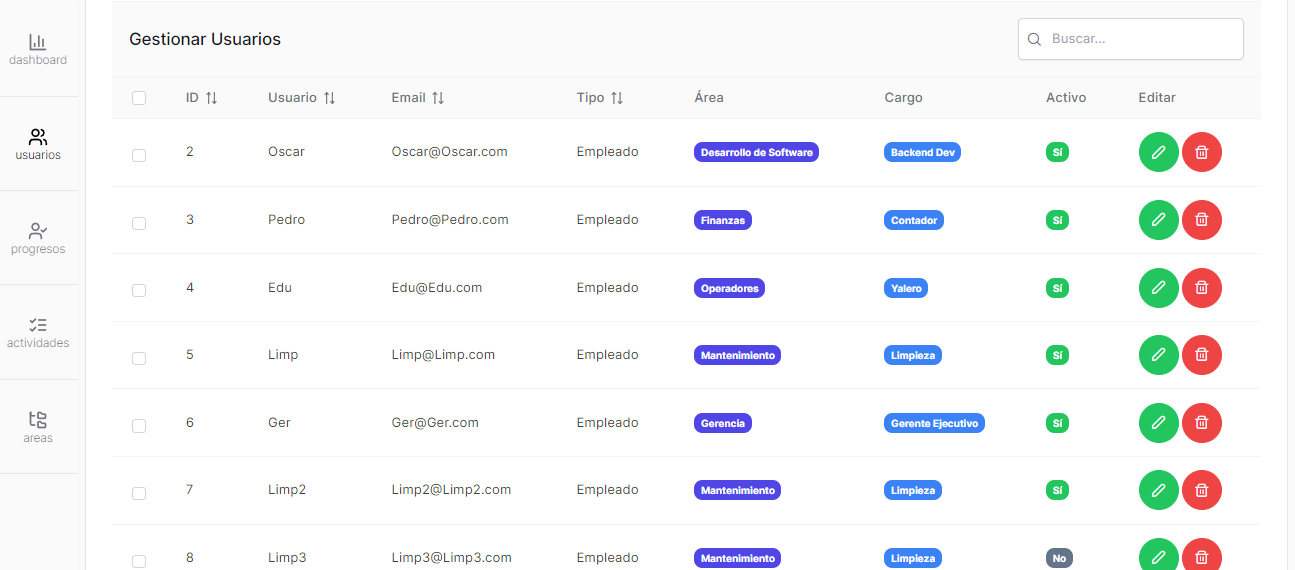 dashboard
usuarios
progresos
actividades
areas
Gestionar Usuarios
Buscar...
ID Usuario Email Tipo Área Cargo Activo Editar
2 Oscar Oscar@Oscar.com Empleado Desarrollo de Software Backend Dev Sí
3 Pedro Pedro@Pedro.com Empleado Finanzas Contador Sí
4 Edu Edu@Edu.com Empleado Operadores Yalero Sí
5 Limp Limp@Limp.com Empleado Mantenimiento Limpieza Sí
6 Ger Ger@Ger.com Empleado Gerencia Gerente Ejecutivo Sí
7 Limp2 Limp2@Limp2.com Empleado Mantenimiento Limpieza Sí
8 Limp3 Limp3@Limp3.com Empleado Mantenimiento Limpieza No